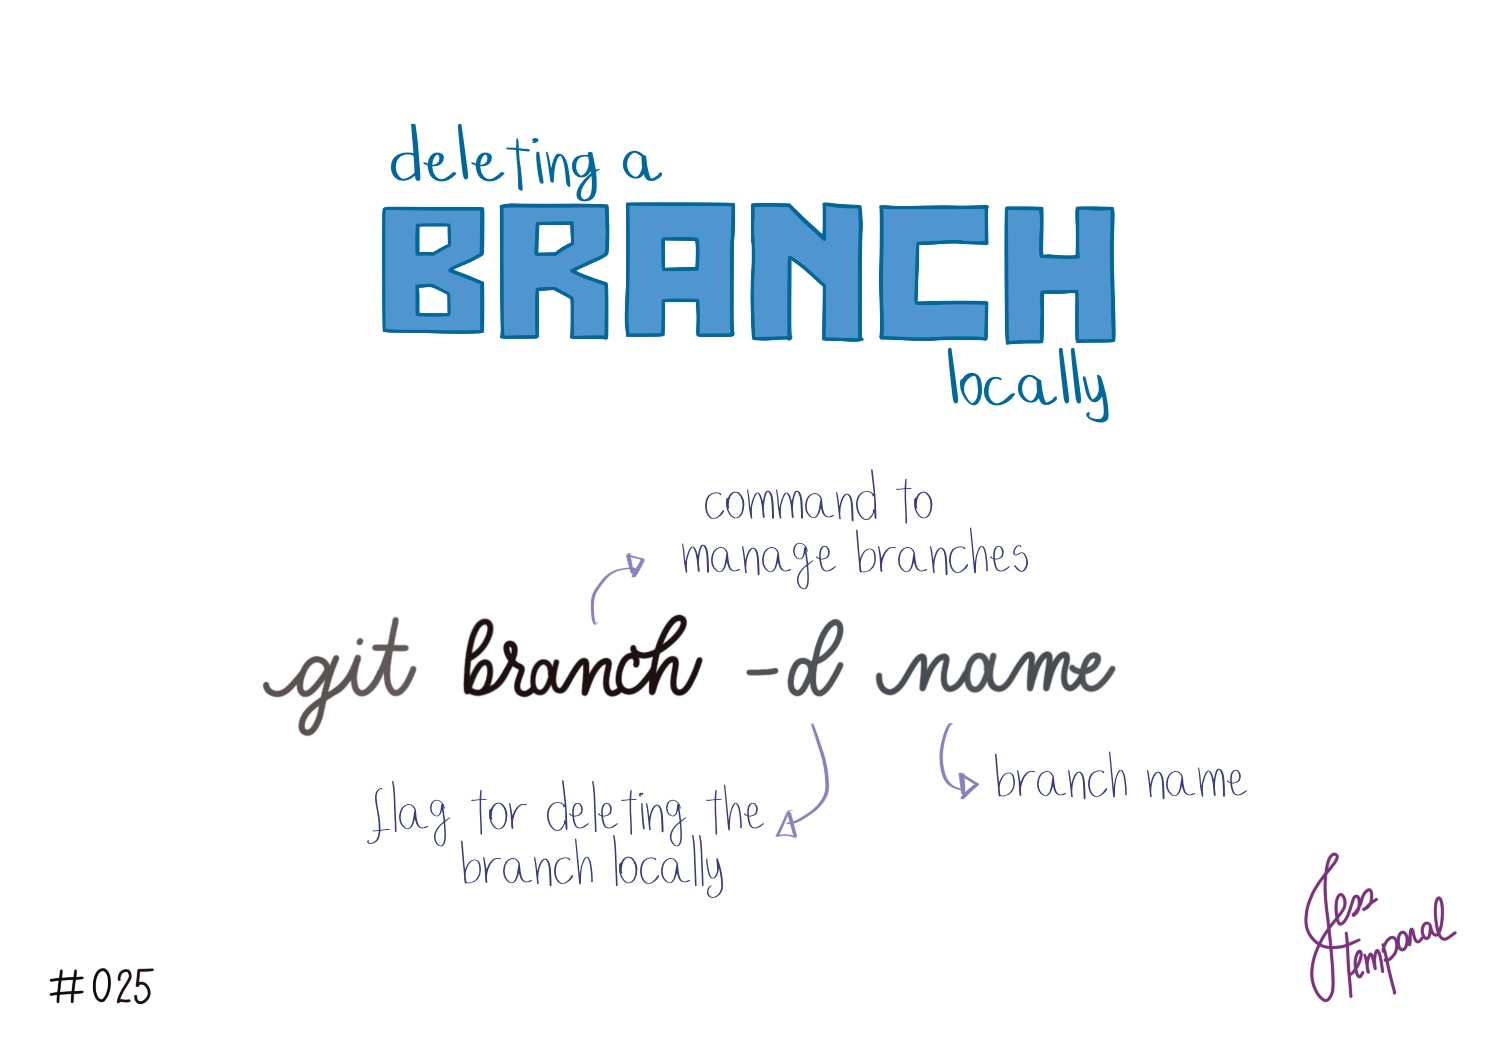 deleting a
BRANCH
locally
command to
manage branches
git branch -d name
branch name
flag for deleting the
branch locally
Jess
temporal
#025